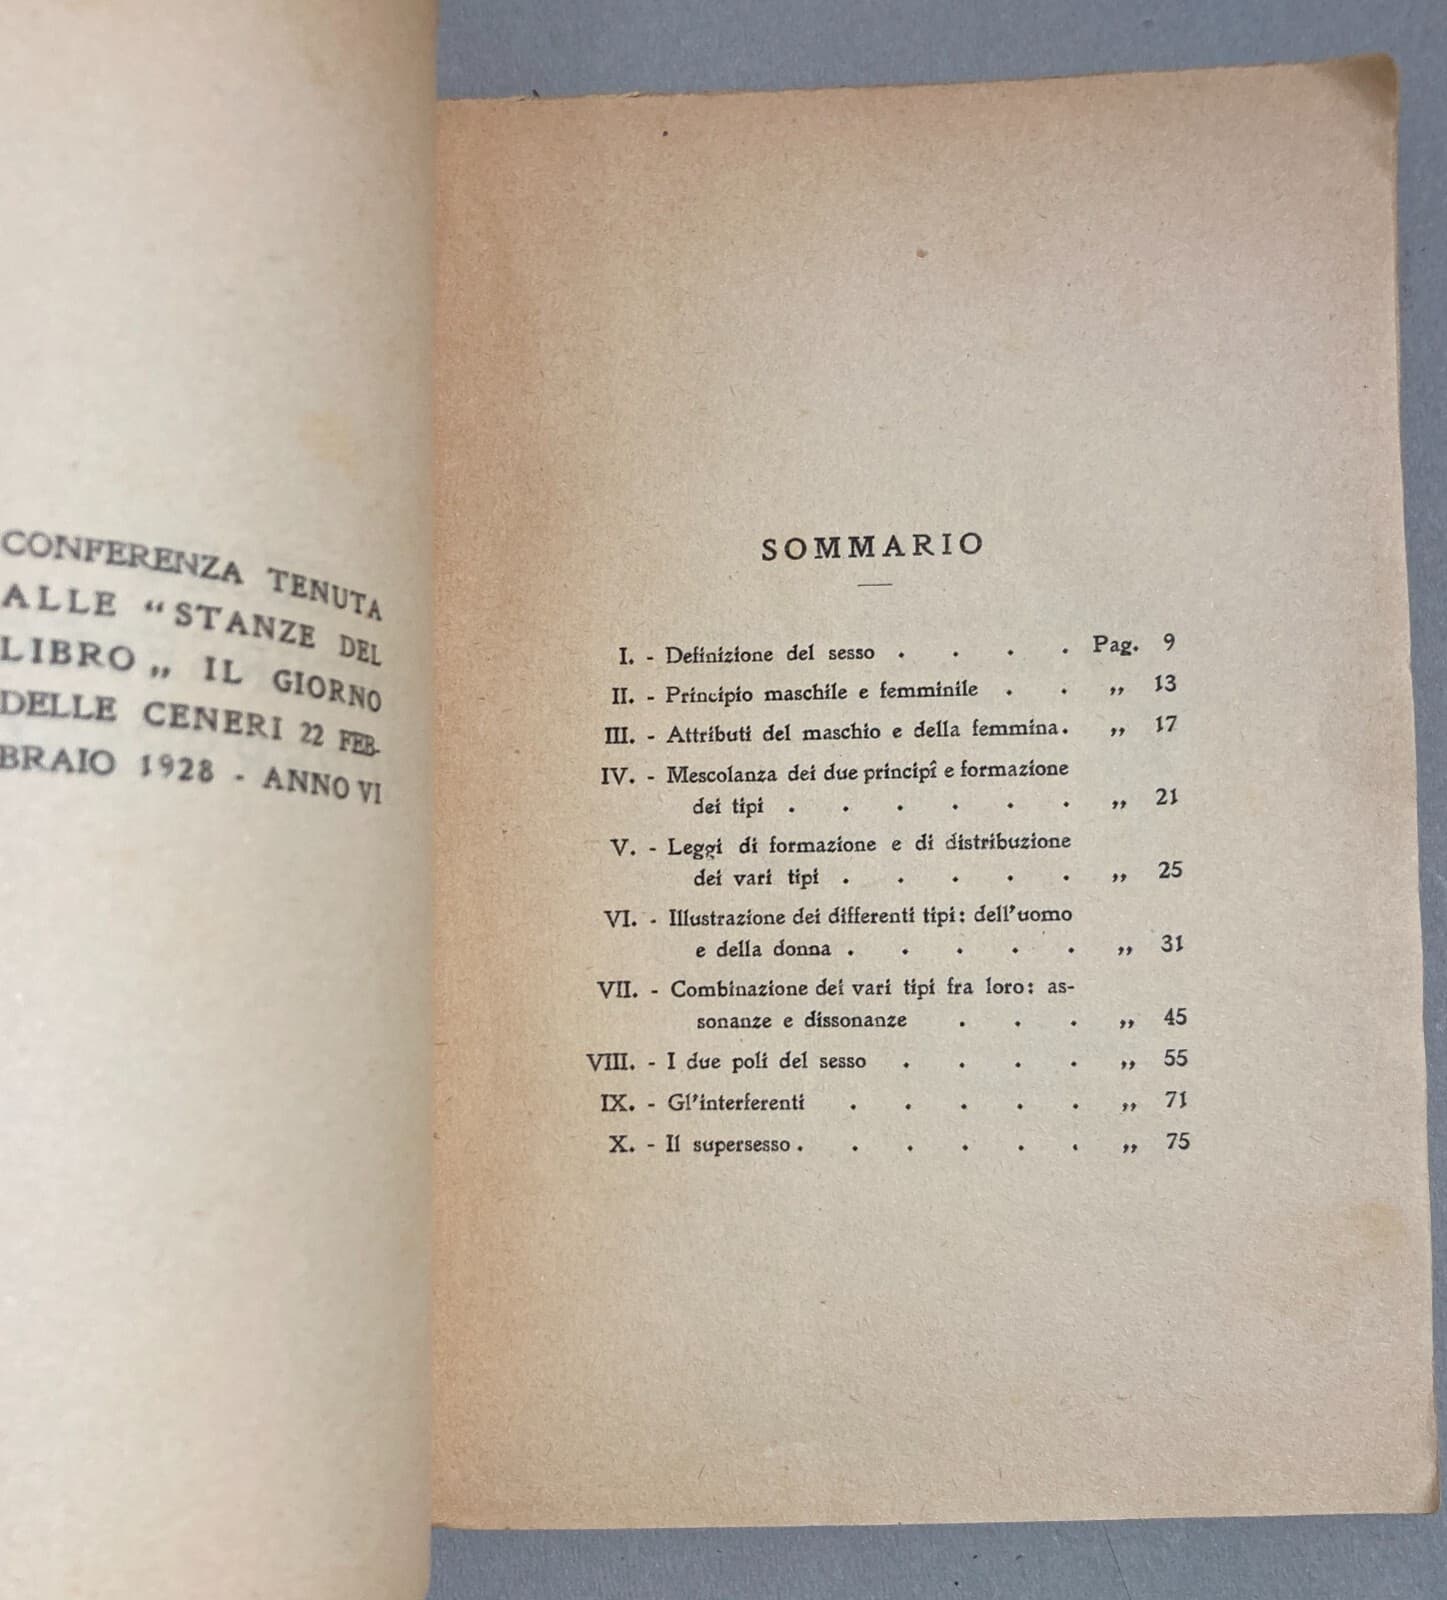 CONFERENZA TENUTA
ALLE “STANZE DEL
LIBRO„ IL GIORNO
DELLE CENERI 22 FEB-
BRAIO 1928 - ANNO VI
SOMMARIO
I. - Definizione del sesso . . . . Pag. 9
II. - Principio maschile e femminile . . „ 13
III. - Attributi del maschio e della femmina. „ 17
IV. - Mescolanza dei due principî e formazione
dei tipi . . . . . . „ 21
V. - Leggi di formazione e di distribuzione
dei vari tipi . . . . . „ 25
VI. - Illustrazione dei differenti tipi: dell'uomo
e della donna . . . . . „ 31
VII. - Combinazione dei vari tipi fra loro: as-
sonanze e dissonanze . . . „ 45
VIII. - I due poli del sesso . . . . „ 55
IX. - Gl'interferenti . . . . . „ 71
X. - Il supersesso . . . . . . „ 75